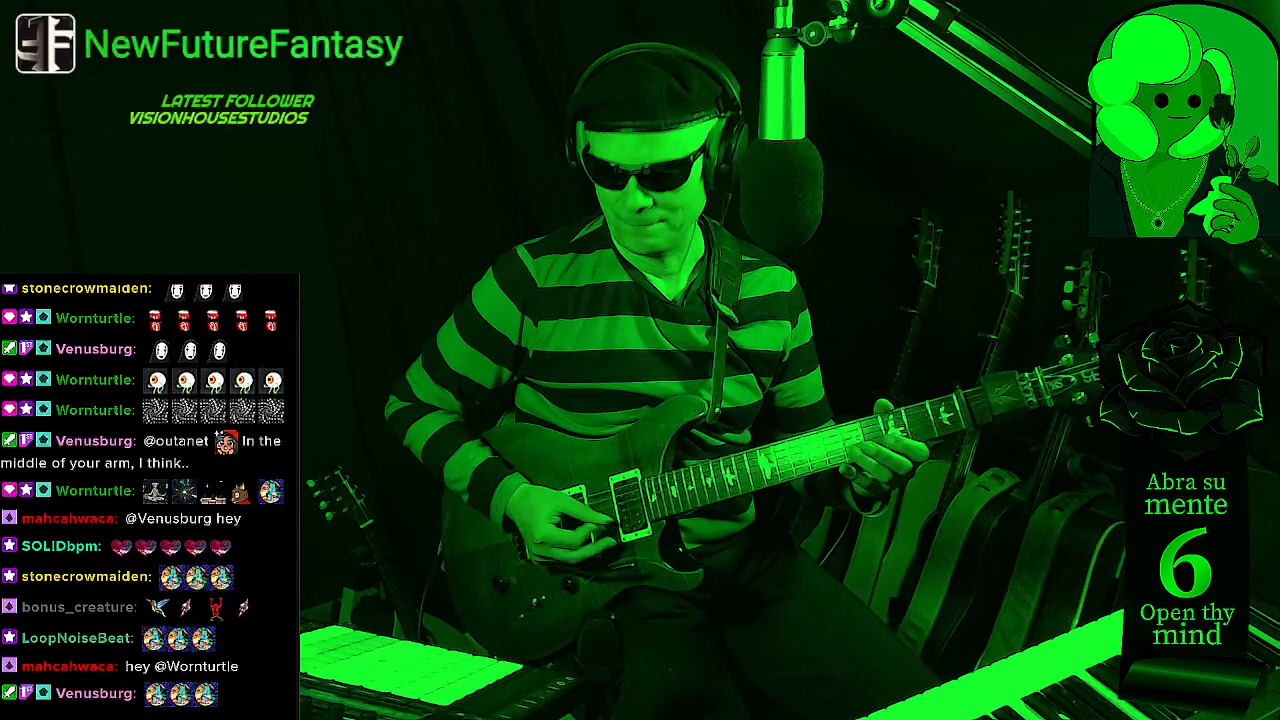 NewFutureFantasy
LATEST FOLLOWER
VISIONHOUSESTUDIOS
stonecrowmaiden:
Wornturtle:
Venusburg:
Wornturtle:
Wornturtle:
Venusburg: @outanet In the
middle of your arm, I think..
Wornturtle:
mahcahwaca: @Venusburg hey
SOLIDbpm:
stonecrowmaiden:
bonus_creature:
LoopNoiseBeat:
mahcahwaca: hey @Wornturtle
Venusburg:
Abra su
mente
6
Open thy
mind